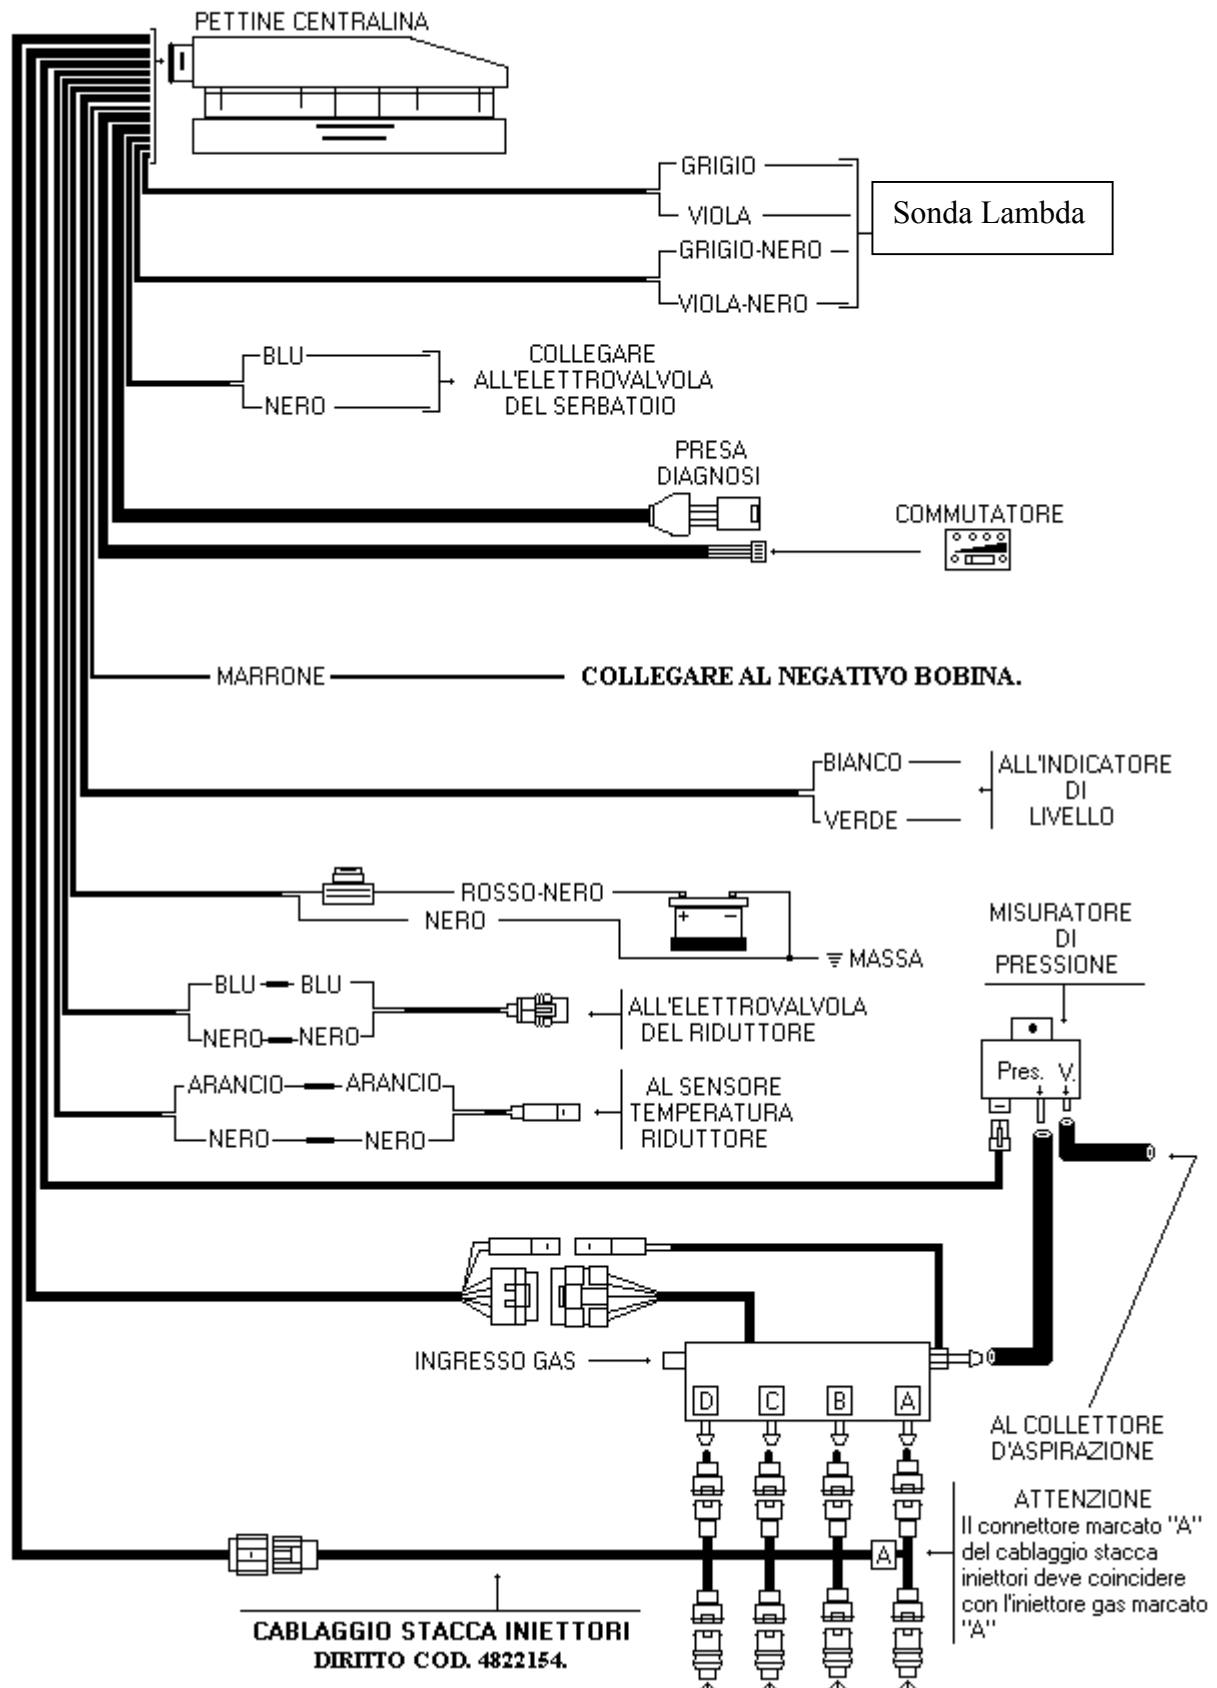 PETTINE CENTRALINA
GRIGIO
VIOLA
Sonda Lambda
GRIGIO-NERO
VIOLA-NERO
BLU
NERO
COLLEGARE
ALL'ELETTROVALVOLA
DEL SERBATOIO
PRESA
DIAGNOSI
COMMUTATORE
MARRONE
COLLEGARE AL NEGATIVO BOBINA.
BIANCO
VERDE
ALL'INDICATORE
DI
LIVELLO
ROSSO-NERO
NERO
+ −
MASSA
MISURATORE
DI
PRESSIONE
BLU BLU
NERO NERO
ALL'ELETTROVALVOLA
DEL RIDUTTORE
Pres. V.
ARANCIO ARANCIO
NERO NERO
AL SENSORE
TEMPERATURA
RIDUTTORE
INGRESSO GAS
D C B A
AL COLLETTORE
D'ASPIRAZIONE
A
ATTENZIONE
Il connettore marcato "A"
del cablaggio stacca
iniettori deve coincidere
con l'iniettore gas marcato
"A"
CABLAGGIO STACCA INIETTORI
DIRITTO COD. 4822154.